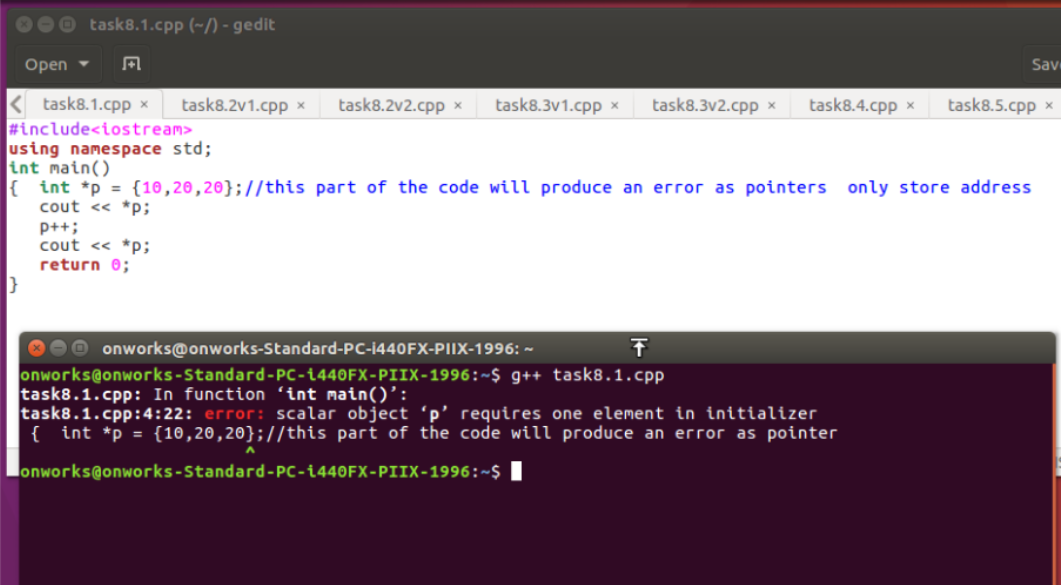 task8.1.cpp (~/) - gedit
Open
Sav
task8.1.cpp × task8.2v1.cpp × task8.2v2.cpp × task8.3v1.cpp × task8.3v2.cpp × task8.4.cpp × task8.5.cpp ×
#include<iostream>
using namespace std;
int main()
{  int *p = {10,20,20};//this part of the code will produce an error as pointers  only store address
   cout << *p;
   p++;
   cout << *p;
   return 0;
}
onworks@onworks-Standard-PC-i440FX-PIIX-1996: ~
onworks@onworks-Standard-PC-i440FX-PIIX-1996:~$ g++ task8.1.cpp
task8.1.cpp: In function ‘int main()’:
task8.1.cpp:4:22: error: scalar object ‘p’ requires one element in initializer
 {  int *p = {10,20,20};//this part of the code will produce an error as pointer
                      ^
onworks@onworks-Standard-PC-i440FX-PIIX-1996:~$